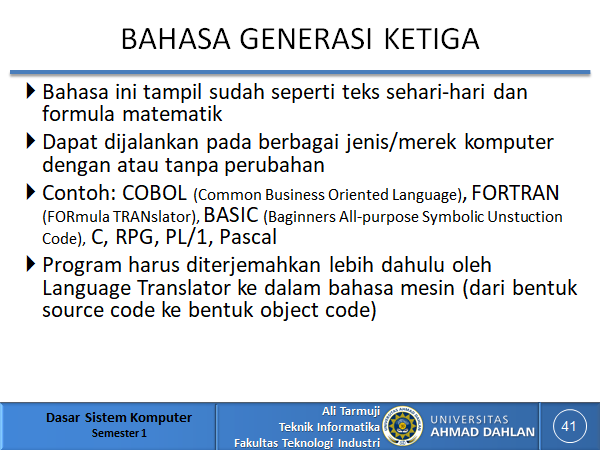 BAHASA GENERASI KETIGA
Bahasa ini tampil sudah seperti teks sehari-hari dan
formula matematik
Dapat dijalankan pada berbagai jenis/merek komputer
dengan atau tanpa perubahan
Contoh: COBOL (Common Business Oriented Language), FORTRAN
(FORmula TRANslator), BASIC (Baginners All-purpose Symbolic Unstuction
Code), C, RPG, PL/1, Pascal
Program harus diterjemahkan lebih dahulu oleh
Language Translator ke dalam bahasa mesin (dari bentuk
source code ke bentuk object code)
Dasar Sistem Komputer
Semester 1
Ali Tarmuji
Teknik Informatika
Fakultas Teknologi Industri
UNIVERSITAS
AHMAD DAHLAN
41